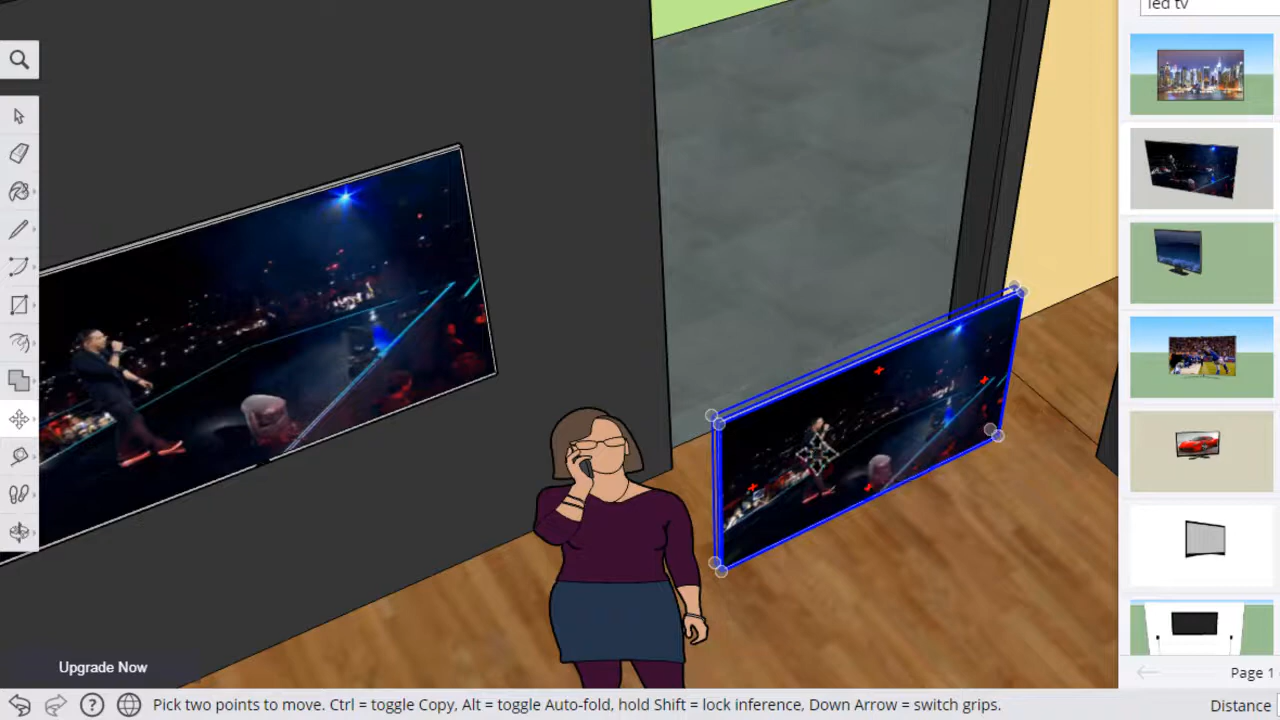 led tv
Upgrade Now
Page 1
Pick two points to move. Ctrl = toggle Copy, Alt = toggle Auto-fold, hold Shift = lock inference, Down Arrow = switch grips.
Distance